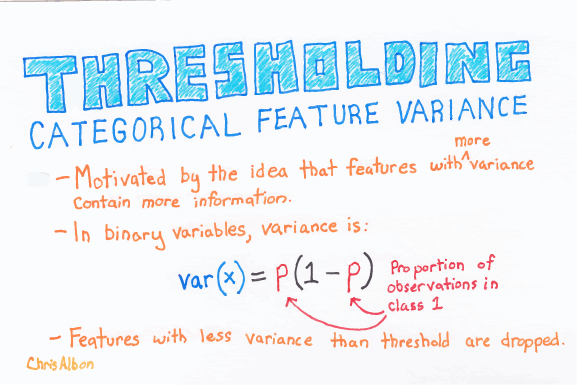 THRESHOLDING
CATEGORICAL FEATURE VARIANCE
more
- Motivated by the idea that features with ^ variance
contain more information.
- In binary variables, variance is:
var(x) = P(1-P)
Proportion of
observations in
class 1
- Features with less variance than threshold are dropped.
Chris Albon